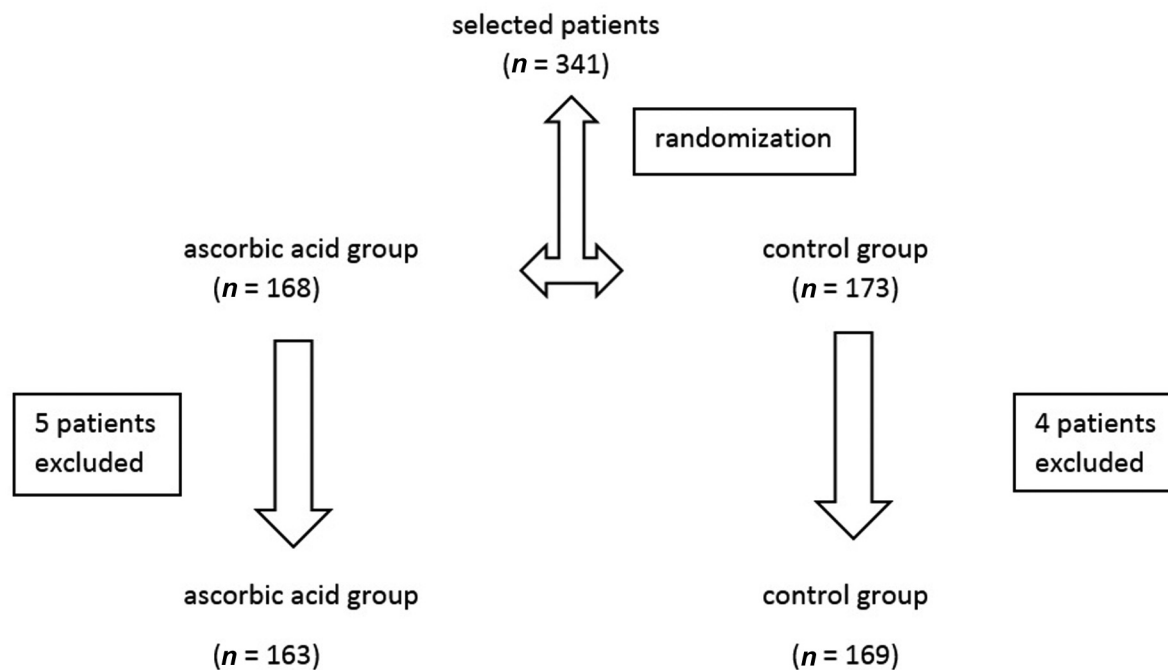 selected patients
(n = 341)
randomization
ascorbic acid group
(n = 168)
control group
(n = 173)
5 patients
excluded
4 patients
excluded
ascorbic acid group
(n = 163)
control group
(n = 169)